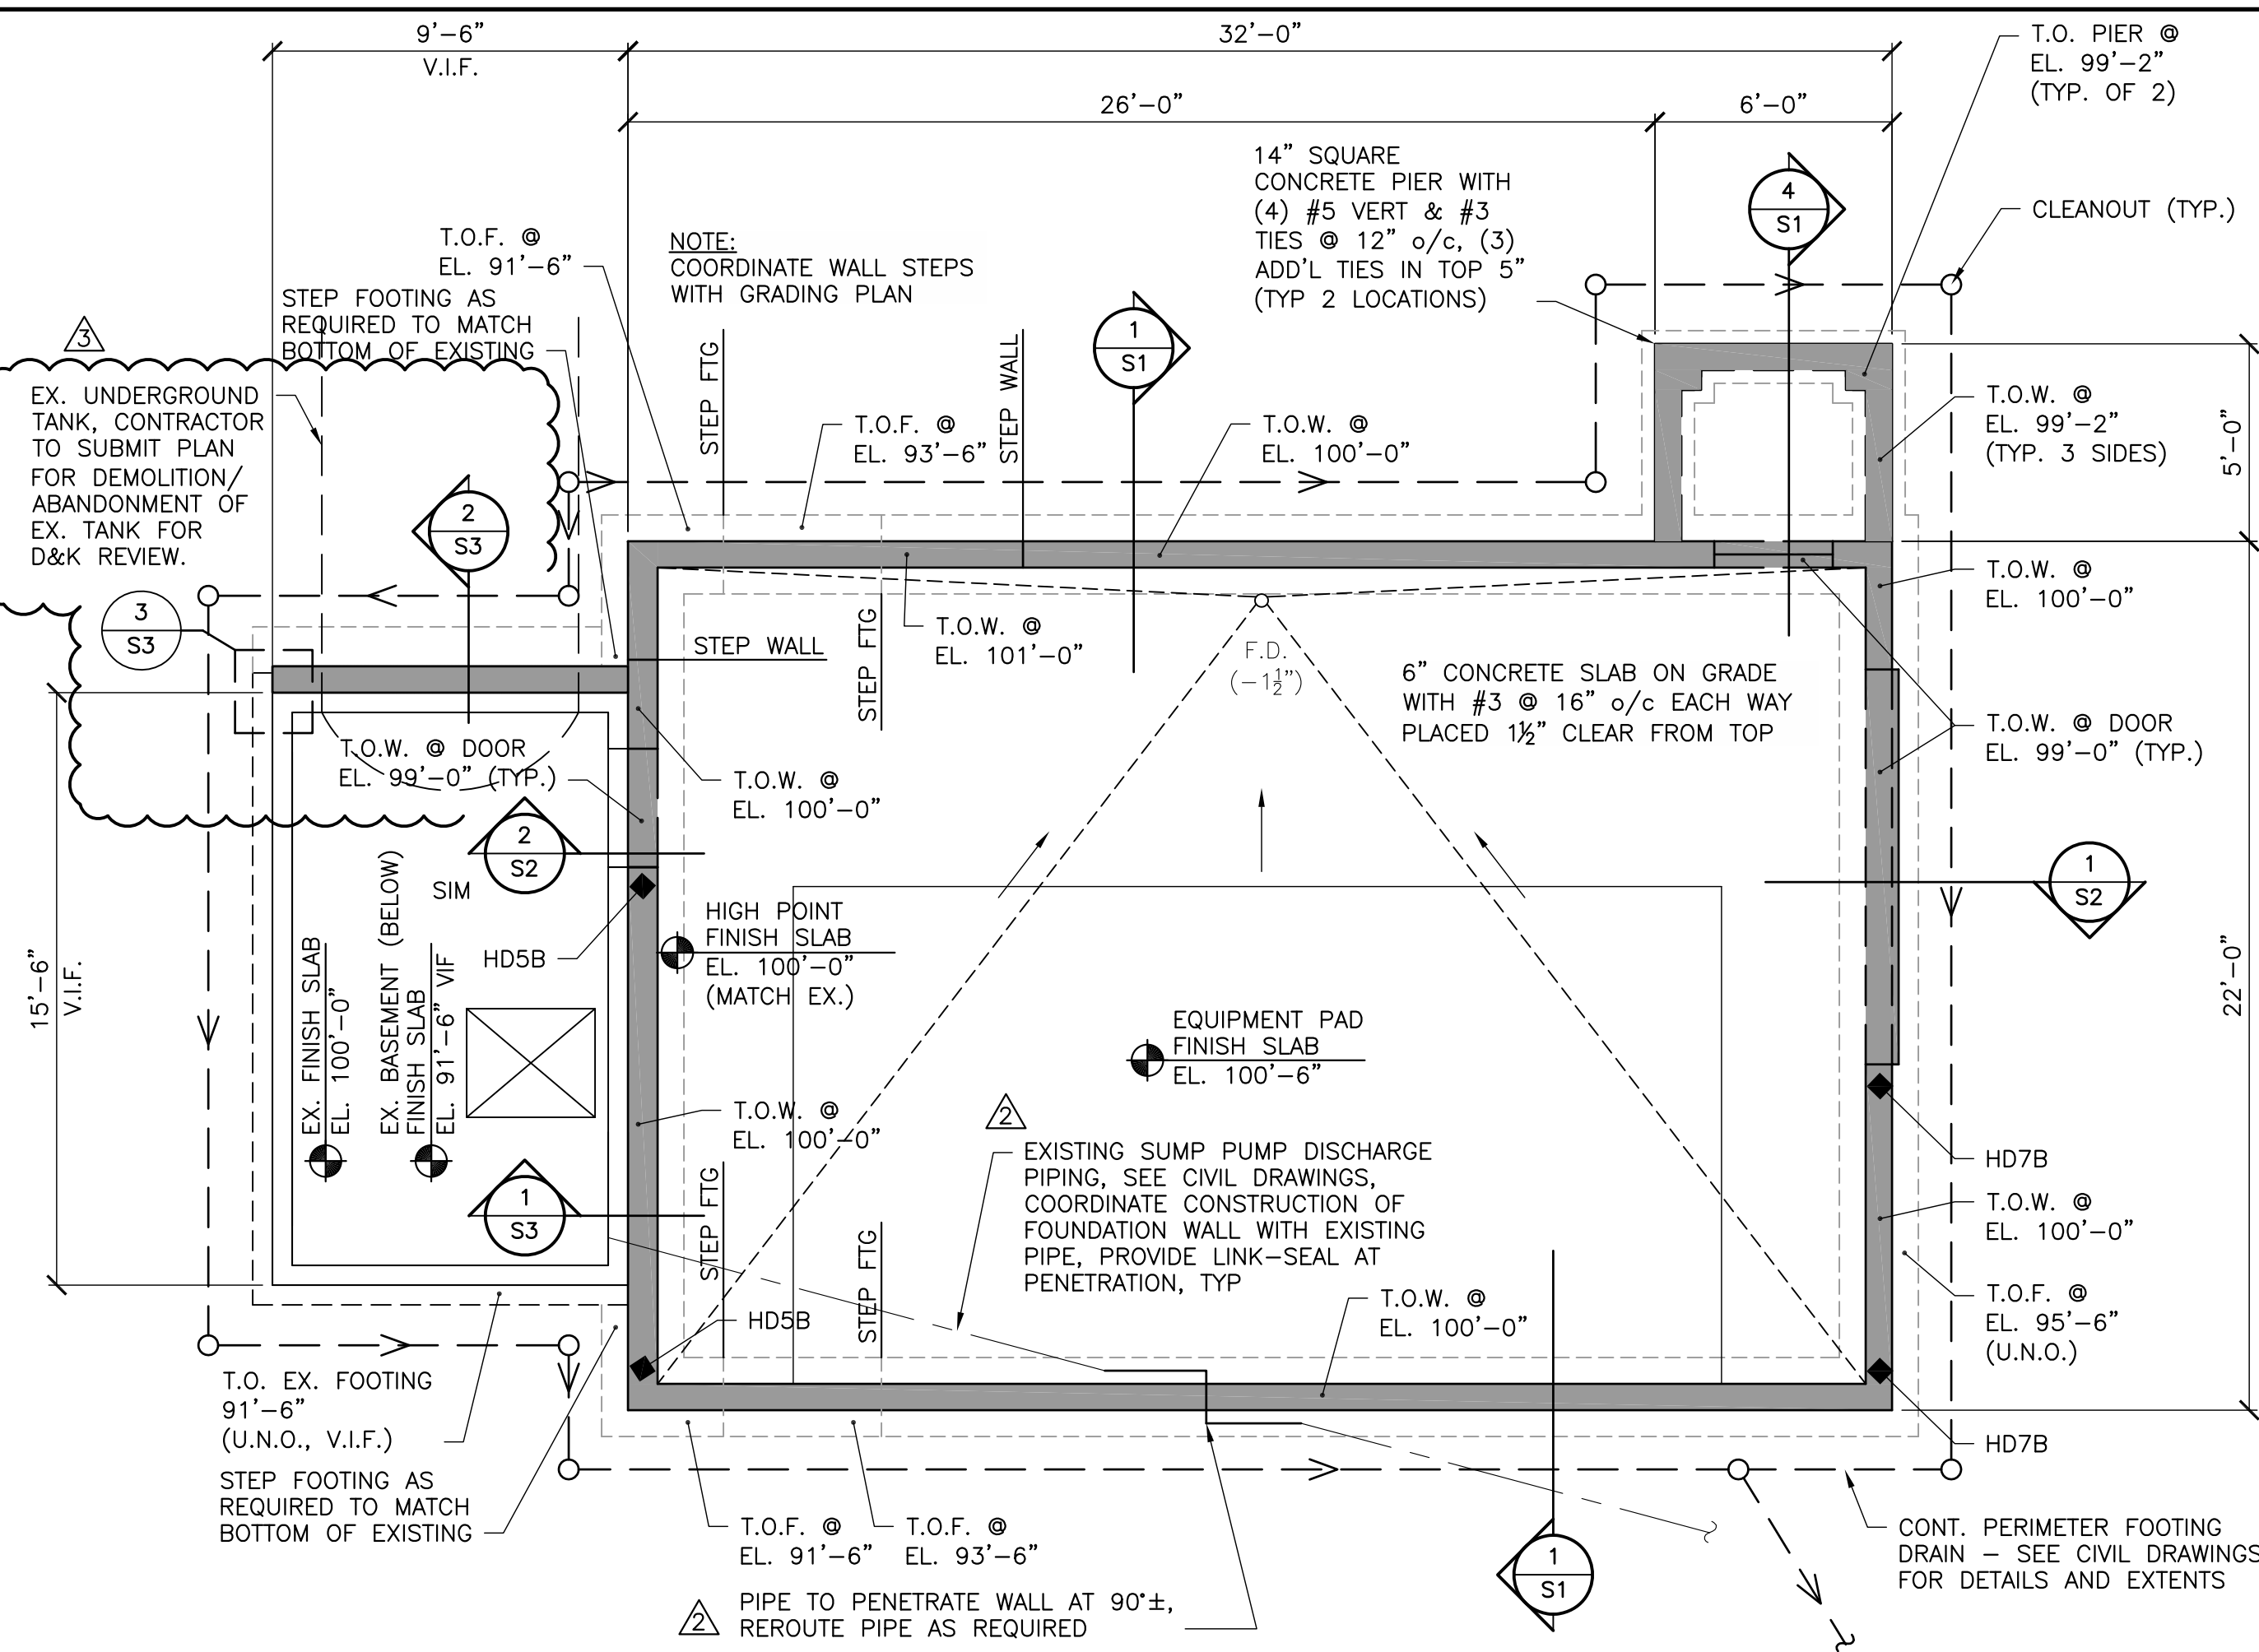 9'-6"
V.I.F.
32'-0"
26'-0"
6'-0"
T.O. PIER @
EL. 99'-2"
(TYP. OF 2)
14" SQUARE
CONCRETE PIER WITH
(4) #5 VERT & #3
TIES @ 12" o/c, (3)
ADD'L TIES IN TOP 5"
(TYP 2 LOCATIONS)
4
S1
CLEANOUT (TYP.)
T.O.F. @
EL. 91'-6"
NOTE:
COORDINATE WALL STEPS
WITH GRADING PLAN
STEP FOOTING AS
REQUIRED TO MATCH
BOTTOM OF EXISTING
3
EX. UNDERGROUND
TANK, CONTRACTOR
TO SUBMIT PLAN
FOR DEMOLITION/
ABANDONMENT OF
EX. TANK FOR
D&K REVIEW.
STEP FTG
STEP WALL
1
S1
T.O.F. @
EL. 93'-6"
T.O.W. @
EL. 100'-0"
T.O.W. @
EL. 99'-2"
(TYP. 3 SIDES)
5'-0"
2
S3
3
S3
T.O.W. @
EL. 100'-0"
STEP WALL
STEP FTG
T.O.W. @
EL. 101'-0"
F.D.
(-1½")
6" CONCRETE SLAB ON GRADE
WITH #3 @ 16" o/c EACH WAY
PLACED 1½" CLEAR FROM TOP
T.O.W. @ DOOR
EL. 99'-0" (TYP.)
T.O.W. @ DOOR
EL. 99'-0" (TYP.)
T.O.W. @
EL. 100'-0"
2
S2
SIM
1
S2
HD5B
HIGH POINT
FINISH SLAB
EL. 100'-0"
(MATCH EX.)
15'-6"
V.I.F.
EX. FINISH SLAB
EL. 100'-0"
EX. BASEMENT (BELOW)
FINISH SLAB
EL. 91'-6" VIF
22'-0"
EQUIPMENT PAD
FINISH SLAB
EL. 100'-6"
T.O.W. @
EL. 100'-0"
2
EXISTING SUMP PUMP DISCHARGE
PIPING, SEE CIVIL DRAWINGS,
COORDINATE CONSTRUCTION OF
FOUNDATION WALL WITH EXISTING
PIPE, PROVIDE LINK-SEAL AT
PENETRATION, TYP
HD7B
T.O.W. @
EL. 100'-0"
1
S3
STEP FTG
STEP FTG
HD5B
T.O.W. @
EL. 100'-0"
T.O.F. @
EL. 95'-6"
(U.N.O.)
T.O. EX. FOOTING
91'-6"
(U.N.O., V.I.F.)
HD7B
STEP FOOTING AS
REQUIRED TO MATCH
BOTTOM OF EXISTING
T.O.F. @
EL. 91'-6"
T.O.F. @
EL. 93'-6"
1
S1
CONT. PERIMETER FOOTING
DRAIN - SEE CIVIL DRAWINGS
FOR DETAILS AND EXTENTS
2
PIPE TO PENETRATE WALL AT 90°±,
REROUTE PIPE AS REQUIRED